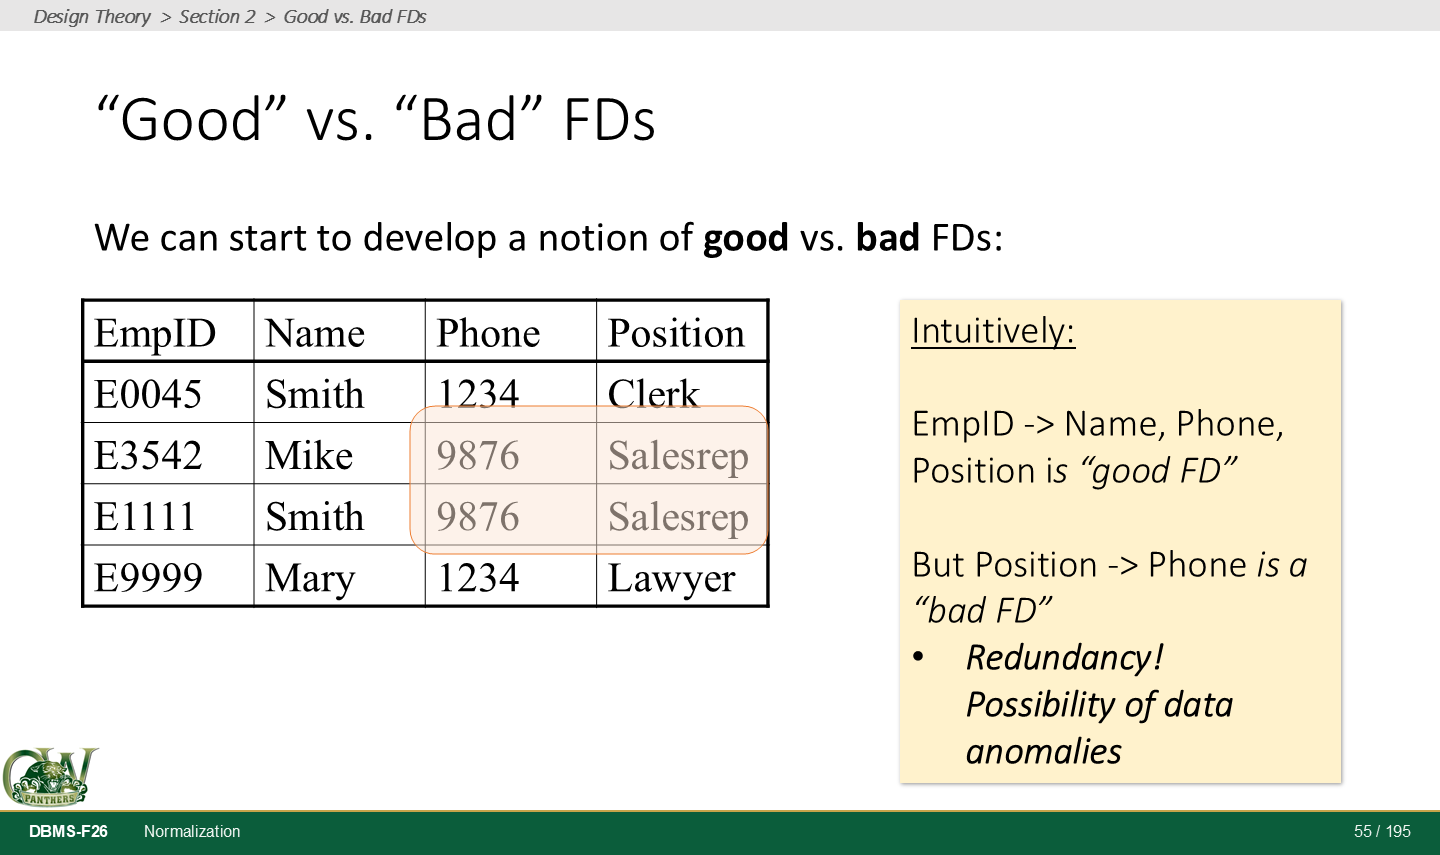 Design Theory > Section 2 > Good vs. Bad FDs
“Good” vs. “Bad” FDs
We can start to develop a notion of good vs. bad FDs:
EmpID Name Phone Position
E0045 Smith 1234 Clerk
E3542 Mike 9876 Salesrep
E1111 Smith 9876 Salesrep
E9999 Mary 1234 Lawyer
Intuitively:
EmpID -> Name, Phone,
Position is “good FD”
But Position -> Phone is a
“bad FD”
• Redundancy!
Possibility of data
anomalies
OW
PANTHERS
DBMS-F26 Normalization 55 / 195